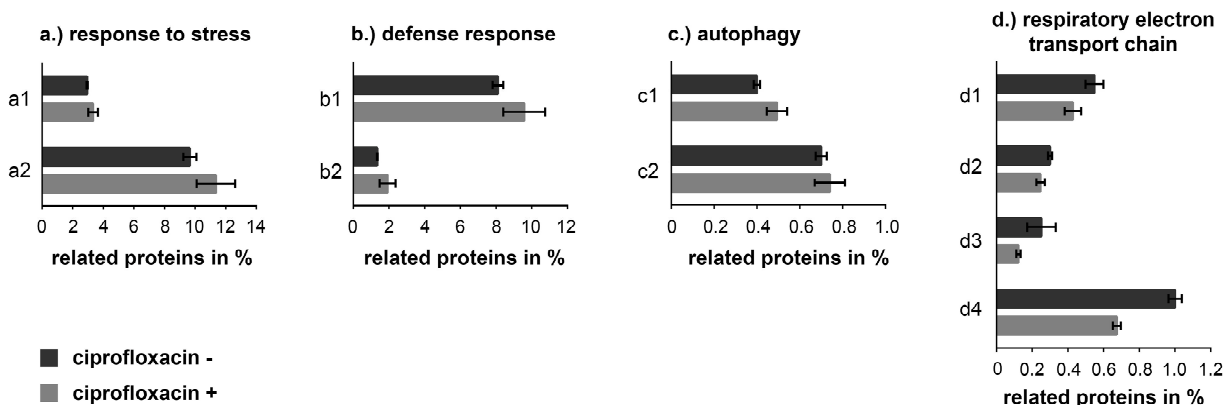 a.) response to stress
a1
a2
0 2 4 6 8 10 12 14
related proteins in %
b.) defense response
b1
b2
0 2 4 6 8 10 12
related proteins in %
c.) autophagy
c1
c2
0 0.2 0.4 0.6 0.8 1.0
related proteins in %
d.) respiratory electron
transport chain
d1
d2
d3
d4
0 0.2 0.4 0.6 0.8 1.0 1.2
related proteins in %
ciprofloxacin -
ciprofloxacin +